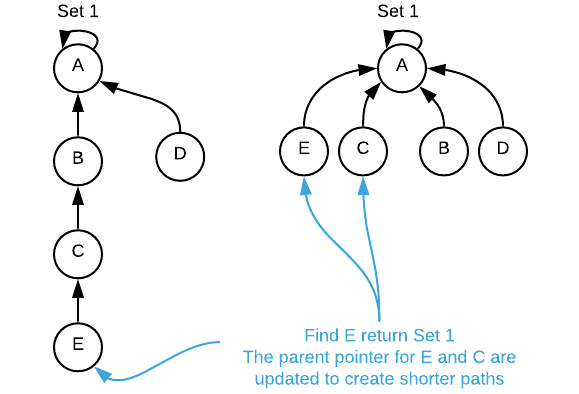 Set 1
Set 1
A
A
B
D
E
C
B
D
C
E
Find E return Set 1
The parent pointer for E and C are
updated to create shorter paths